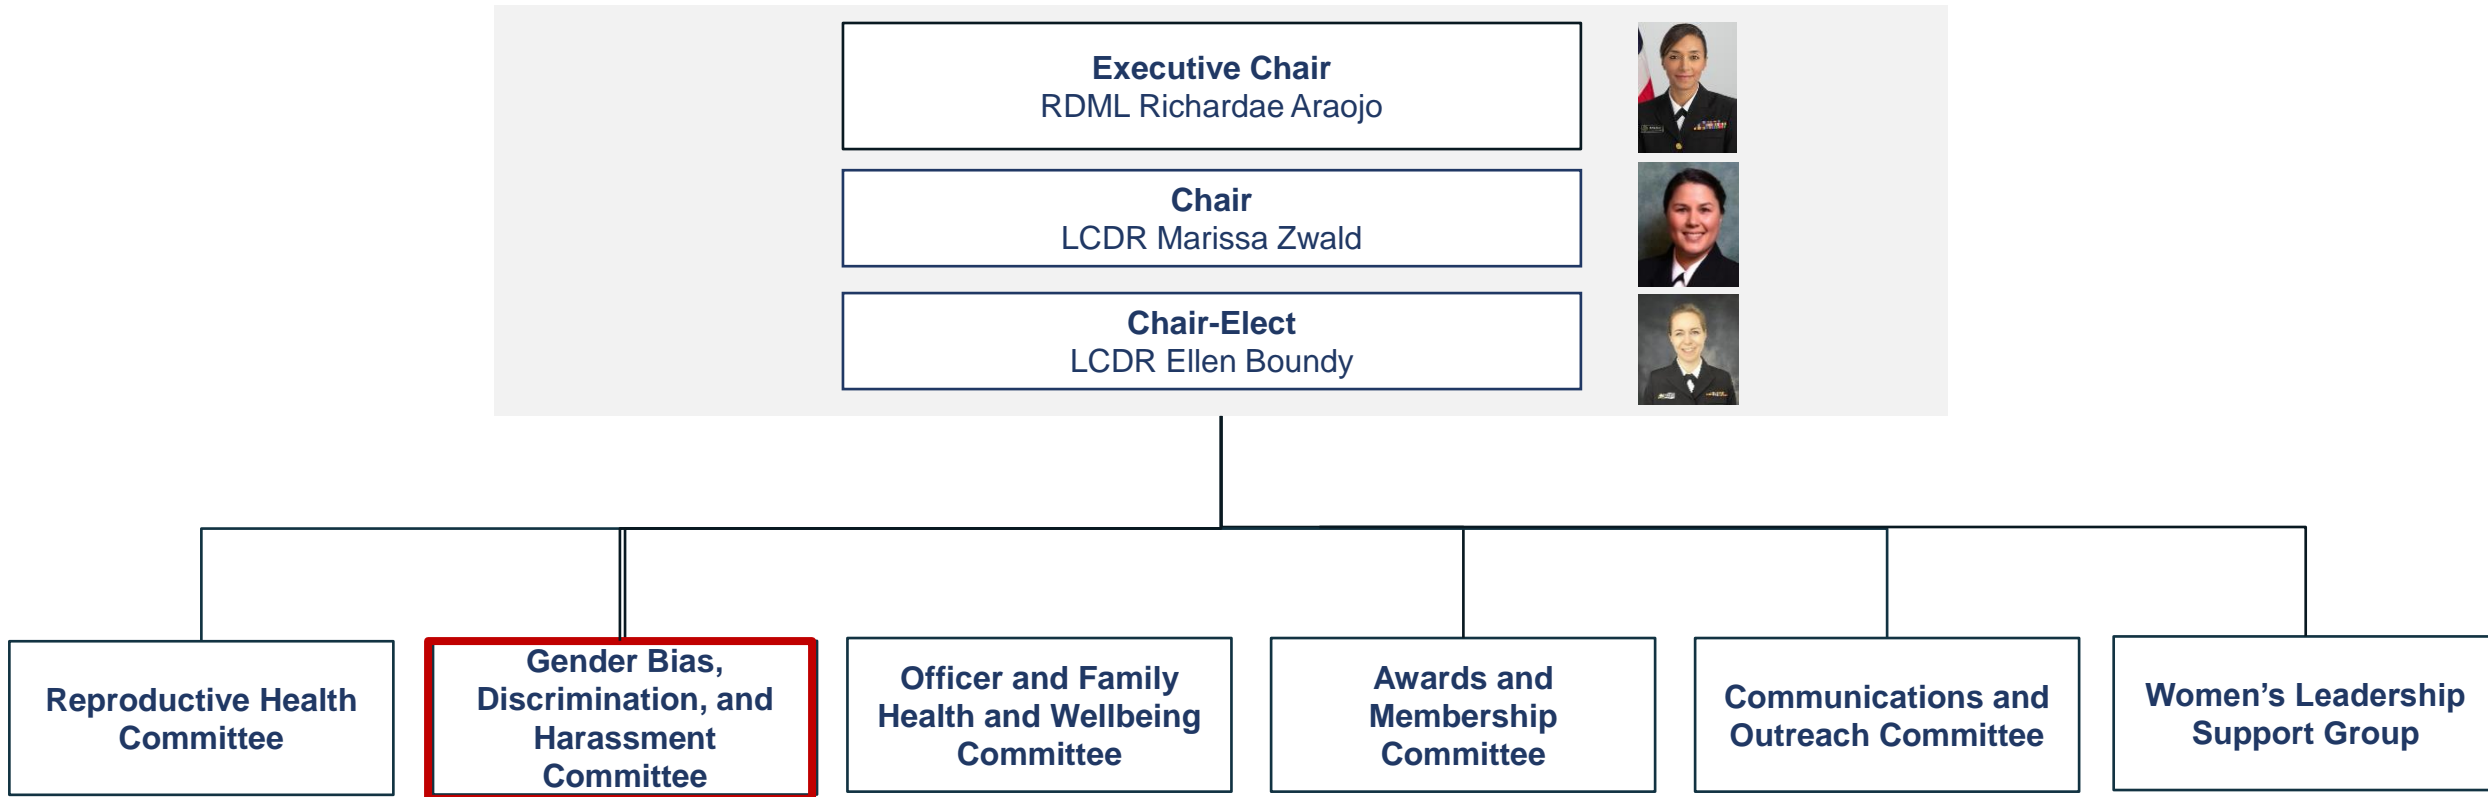 Executive Chair
RDML Richardae Araojo
Chair
LCDR Marissa Zwald
Chair-Elect
LCDR Ellen Boundy
Reproductive Health
Committee
Gender Bias,
Discrimination, and
Harassment
Committee
Officer and Family
Health and Wellbeing
Committee
Awards and
Membership
Committee
Communications and
Outreach Committee
Women’s Leadership
Support Group